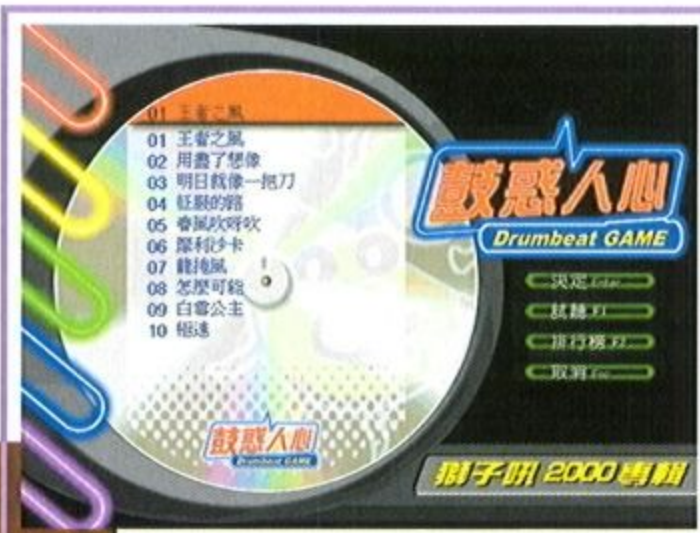 01 王者之風
01 王者之風
02 用盡了想像
03 明日就像一把刀
04 征服的路
05 春風吹呀吹
06 摩利沙卡
07 龍捲風
08 怎麼可能
09 白雪公主
10 極速
鼓惑人心
Drumbeat GAME
決定 Enter
試聽 F1
排行榜 F2
取消 Esc
鼓惑人心
Drumbeat GAME
獅子吼 2000 專輯